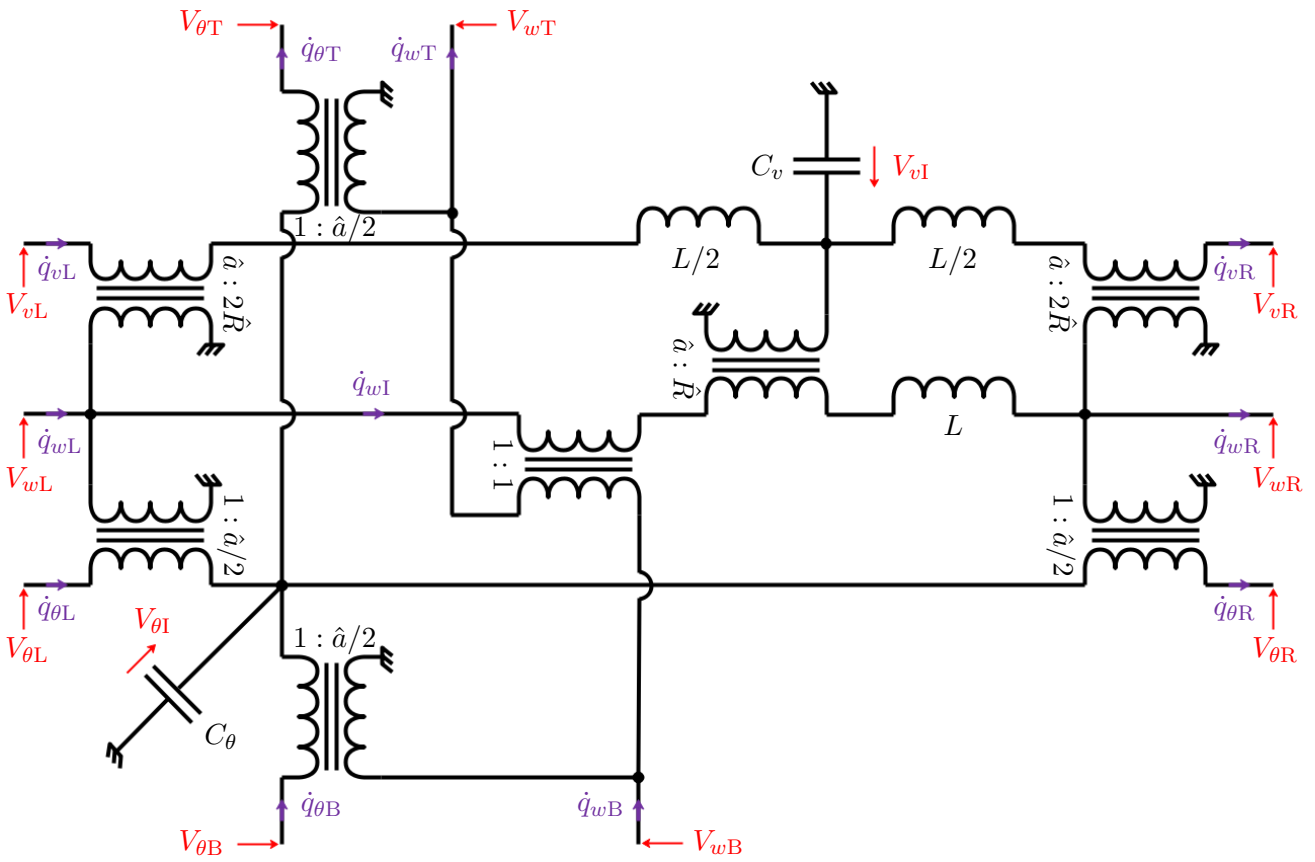 V_{θT}
V_{wT}
q̇_{θT}
q̇_{wT}
C_v
V_{vI}
1 : â/2
q̇_{vL}
V_{vL}
â : 2R̂
L/2
L/2
â : 2R̂
q̇_{vR}
V_{vR}
q̇_{wI}
â : R̂
q̇_{wL}
V_{wL}
1 : 1
L
q̇_{wR}
V_{wR}
1 : â/2
1 : â/2
q̇_{θL}
V_{θL}
V_{θI}
1 : â/2
q̇_{θR}
V_{θR}
C_θ
q̇_{θB}
q̇_{wB}
V_{θB}
V_{wB}